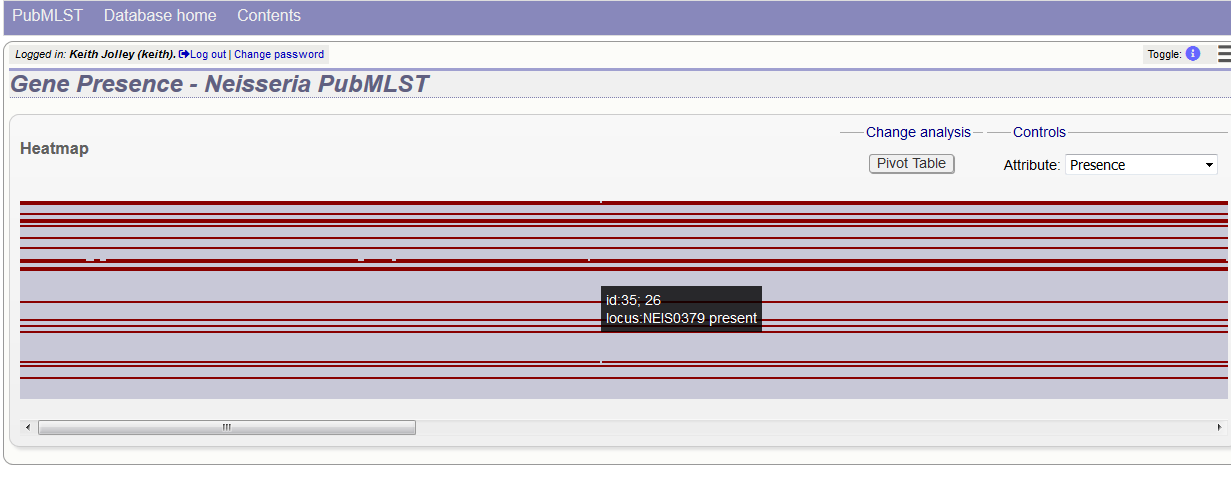 PubMLST Database home Contents
Logged in: Keith Jolley (keith). Log out | Change password Toggle: i
Gene Presence - Neisseria PubMLST
Heatmap
Change analysis
Controls
Pivot Table
Attribute: Presence
id:35; 26
locus:NEIS0379 present